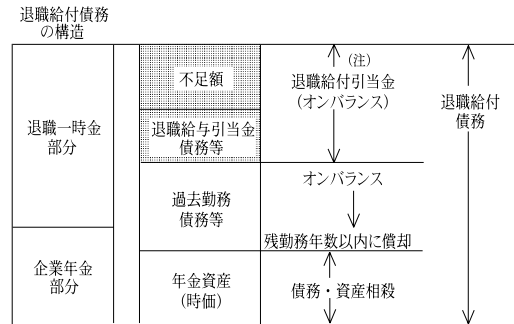 退職給付債務
の構造
退職一時金
部分
企業年金
部分
不足額
退職給与引当金
債務等
過去勤務
債務等
年金資産
(時価)
(注)
退職給付引当金
(オンバランス)
オンバランス
残勤務年数以内に償却
債務・資産相殺
退職給付
債務